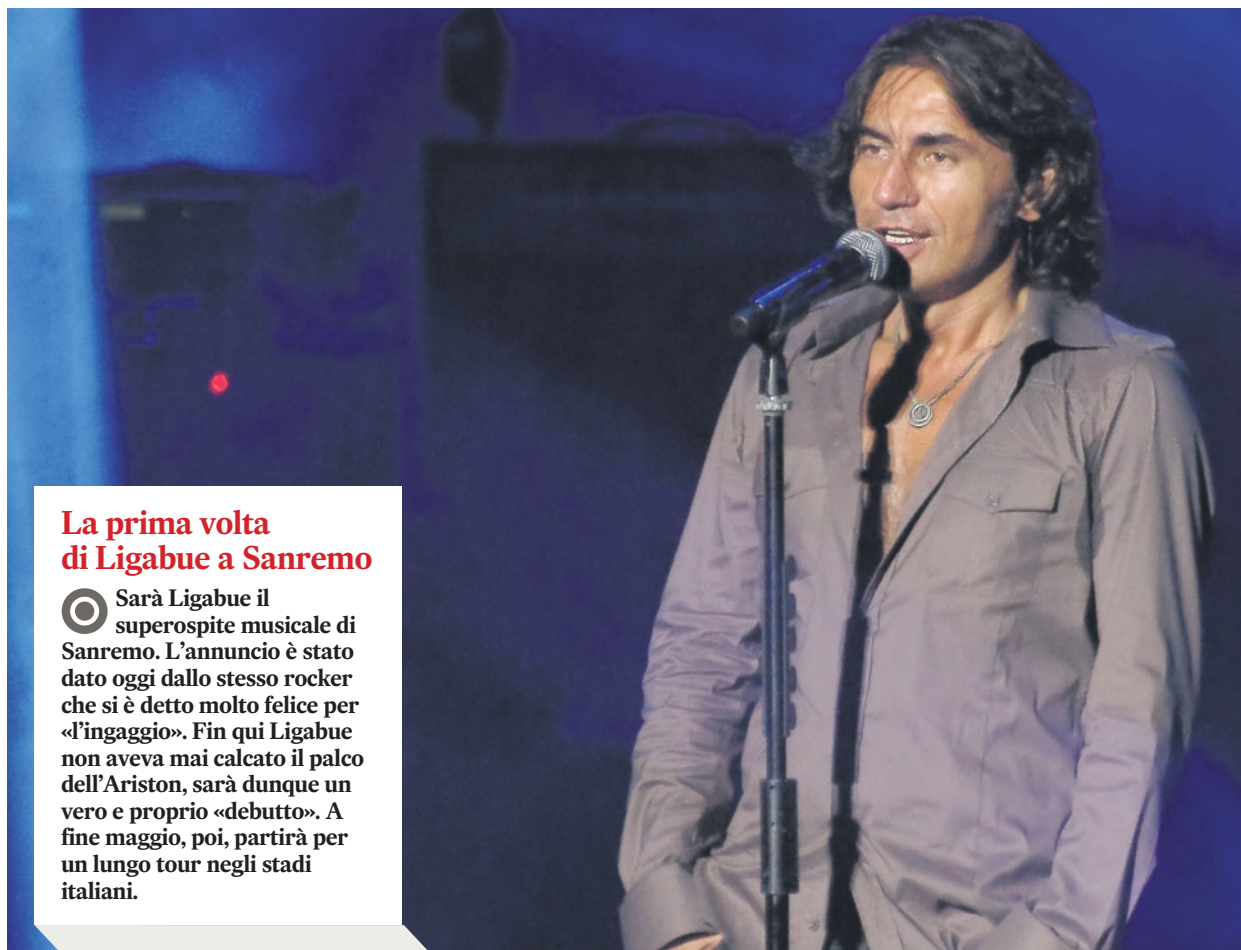 La prima volta
di Ligabue a Sanremo
Sarà Ligabue il
superospite musicale di
Sanremo. L’annuncio è stato
dato oggi dallo stesso rocker
che si è detto molto felice per
«l’ingaggio». Fin qui Ligabue
non aveva mai calcato il palco
dell’Ariston, sarà dunque un
vero e proprio «debutto». A
fine maggio, poi, partirà per
un lungo tour negli stadi
italiani.